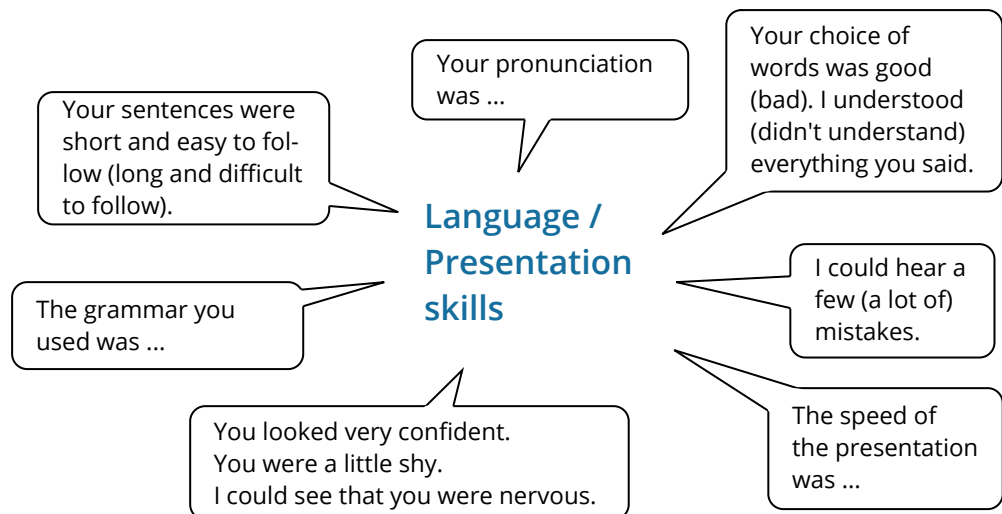 Your pronunciation
was ...
Your choice of
words was good
(bad). I understood
(didn't understand)
everything you said.
Your sentences were
short and easy to fol-
low (long and difficult
to follow).
Language /
Presentation
skills
I could hear a
few (a lot of)
mistakes.
The grammar you
used was ...
The speed of
the presentation
was ...
You looked very confident.
You were a little shy.
I could see that you were nervous.